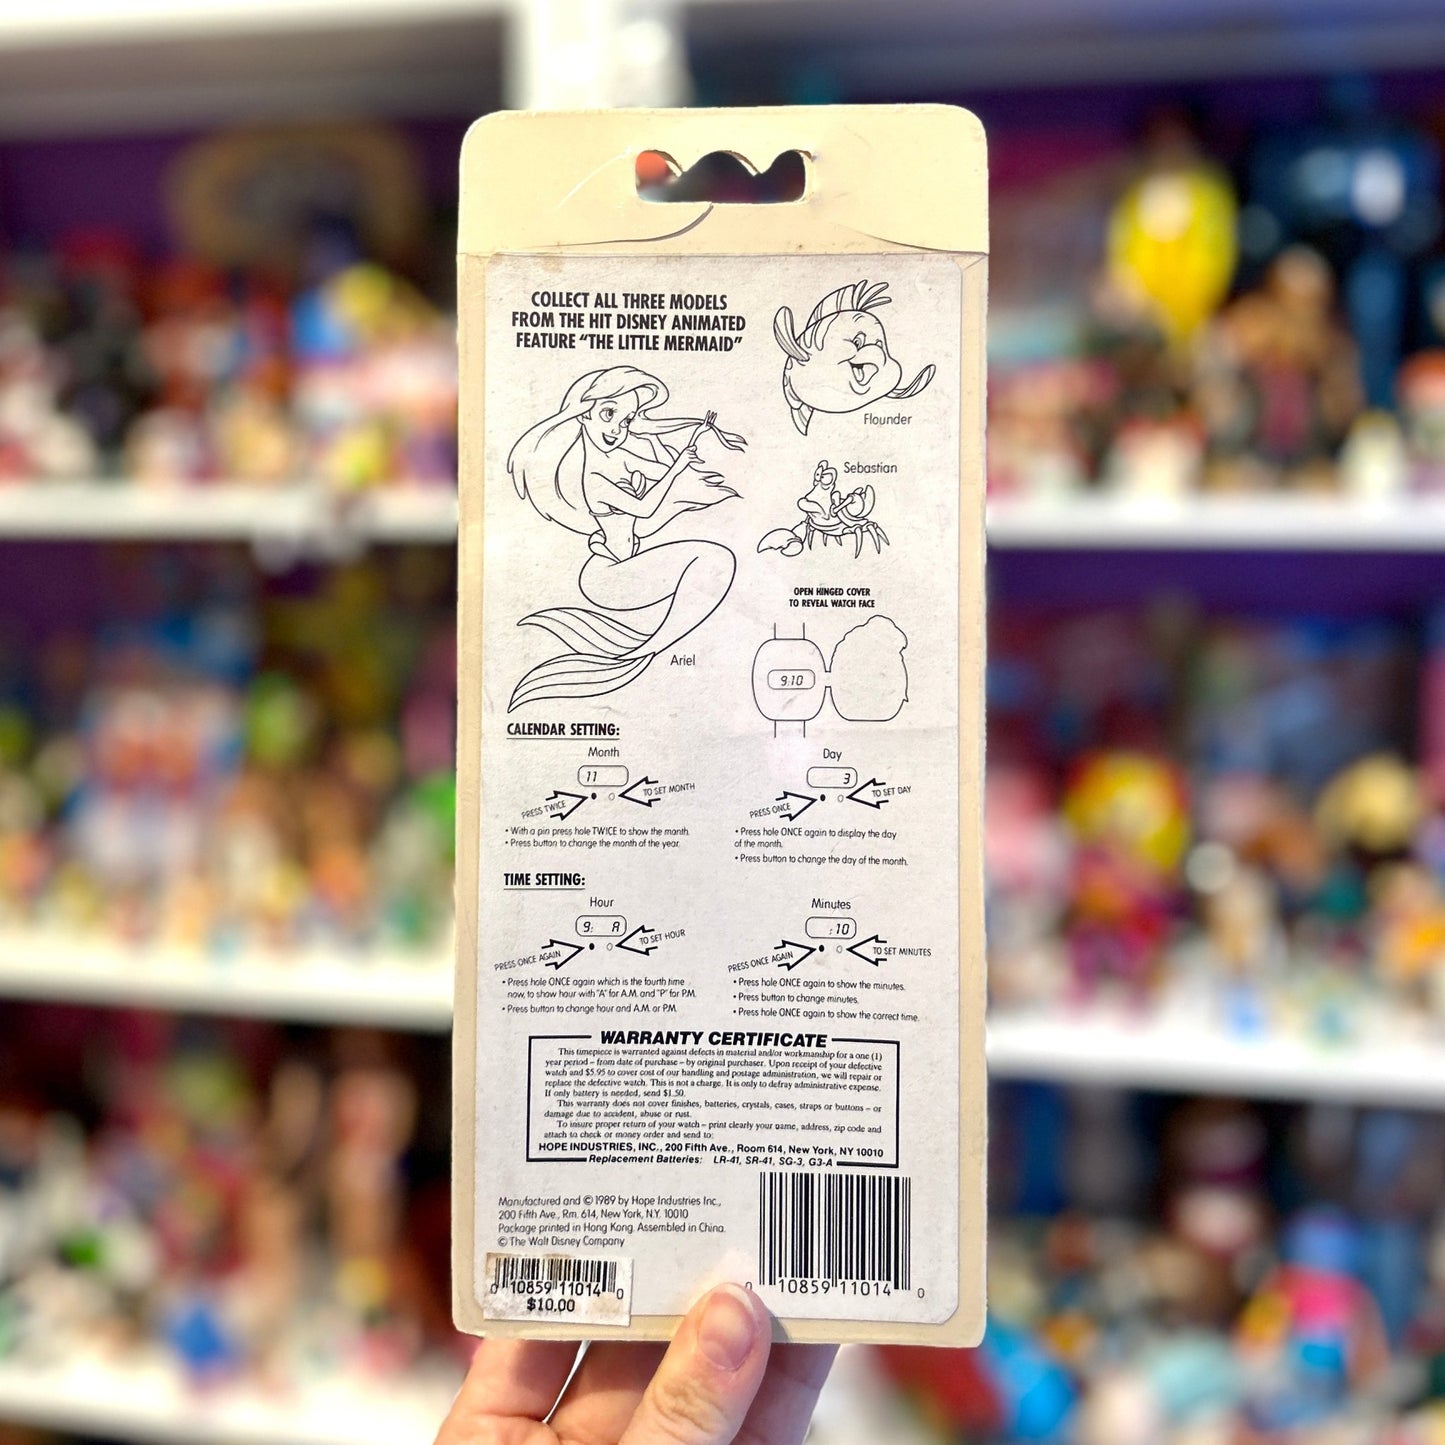 COLLECT ALL THREE MODELS
FROM THE HIT DISNEY ANIMATED
FEATURE "THE LITTLE MERMAID"
Flounder
Sebastian
Ariel
OPEN HINGED COVER
TO REVEAL WATCH FACE
9:10
CALENDAR SETTING:
Month
11
PRESS TWICE
TO SET MONTH
• With a pin press hole TWICE to show the month.
• Press button to change the month of the year.
Day
3
PRESS ONCE
TO SET DAY
• Press hole ONCE again to display the day
of the month.
• Press button to change the day of the month.
TIME SETTING:
Hour
9: A
PRESS ONCE AGAIN
TO SET HOUR
• Press hole ONCE again which is the fourth time
now, to show hour with "A" for A.M. and "P" for P.M.
• Press button to change hour and A.M. or P.M.
Minutes
:10
PRESS ONCE AGAIN
TO SET MINUTES
• Press hole ONCE again to show the minutes.
• Press button to change minutes.
• Press hole ONCE again to show the correct time.
WARRANTY CERTIFICATE
This timepiece is warranted against defects in material and/or workmanship for a one (1)
year period – from date of purchase – by original purchaser. Upon receipt of your defective
watch and $5.95 to cover cost of our handling and postage administration, we will repair or
replace the defective watch. This is not a charge. It is only to defray administrative expense.
If only battery is needed, send $1.50.
This warranty does not cover finishes, batteries, crystals, cases, straps or buttons – or
damage due to accident, abuse or rust.
To insure proper return of your watch – print clearly your name, address, zip code and
attach to check or money order and send to:
HOPE INDUSTRIES, INC., 200 Fifth Ave., Room 614, New York, NY 10010
Replacement Batteries: LR-41, SR-41, SG-3, G3-A
Manufactured and © 1989 by Hope Industries Inc.,
200 Fifth Ave., Rm. 614, New York, N.Y. 10010
Package printed in Hong Kong. Assembled in China.
© The Walt Disney Company
0 10859 11014 0
$10.00
0 10859 11014 0